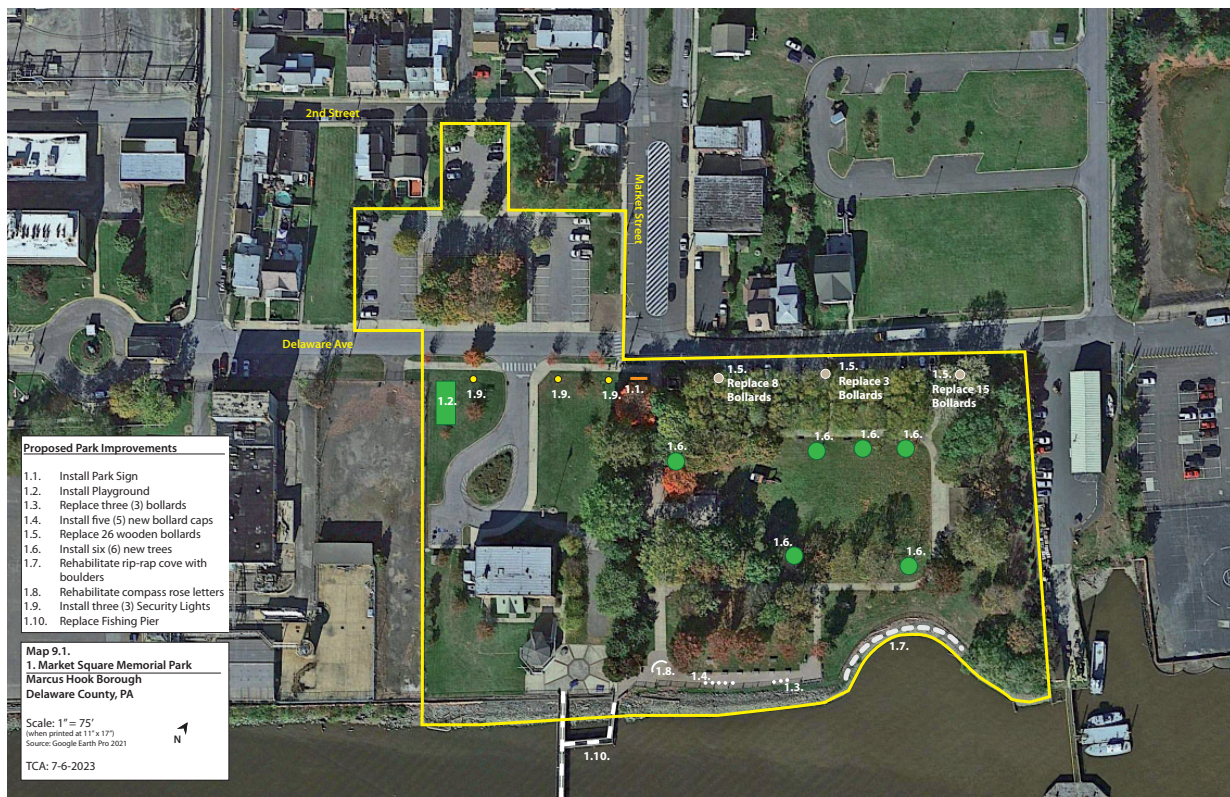 2nd Street
Market Street
Delaware Ave
1.5.
Replace 8
Bollards
1.5.
Replace 3
Bollards
1.5.
Replace 15
Bollards
1.2.
1.9.
1.9.
1.9.
1.1.
1.6.
1.6.
1.6.
1.6.
1.6.
1.6.
1.7.
1.8.
1.4.
1.3.
1.10.
Proposed Park Improvements
1.1. Install Park Sign
1.2. Install Playground
1.3. Replace three (3) bollards
1.4. Install five (5) new bollard caps
1.5. Replace 26 wooden bollards
1.6. Install six (6) new trees
1.7. Rehabilitate rip-rap cove with
boulders
1.8. Rehabilitate compass rose letters
1.9. Install three (3) Security Lights
1.10. Replace Fishing Pier
Map 9.1.
1. Market Square Memorial Park
Marcus Hook Borough
Delaware County, PA
Scale: 1" = 75'
(when printed at 11" x 17")
Source: Google Earth Pro 2021
N
TCA: 7-6-2023